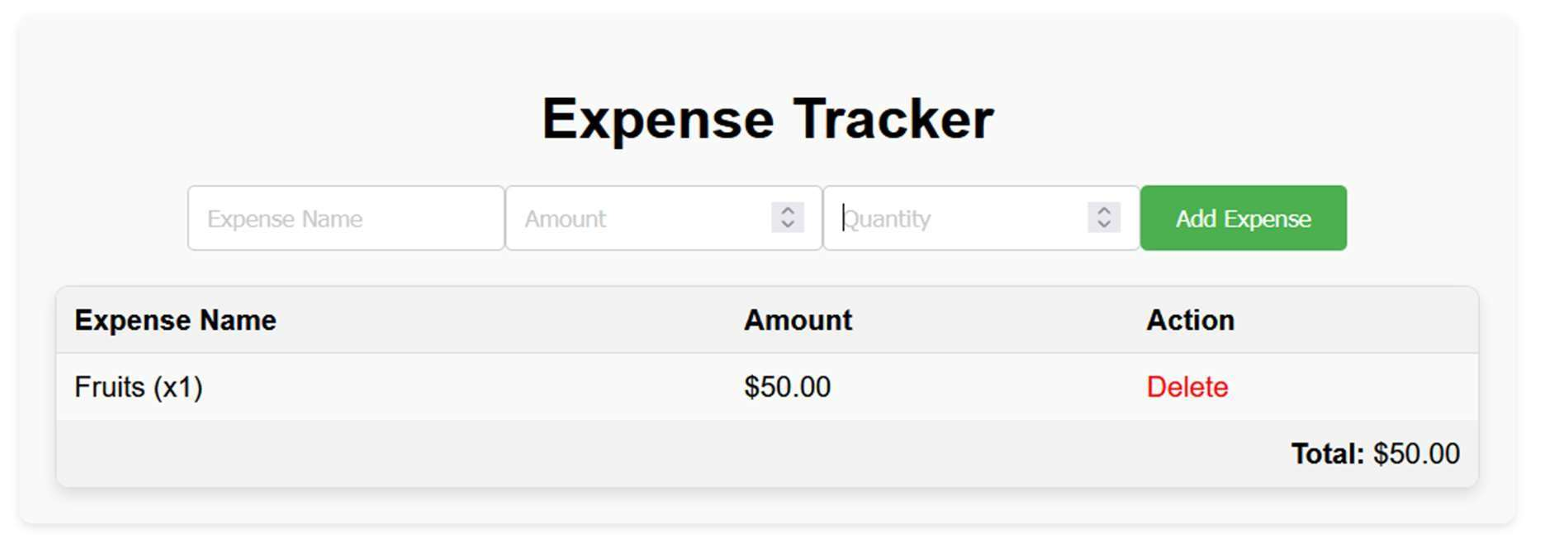 Expense Tracker
Expense Name Amount Quantity Add Expense
Expense Name Amount Action
Fruits (x1) $50.00 Delete
Total: $50.00